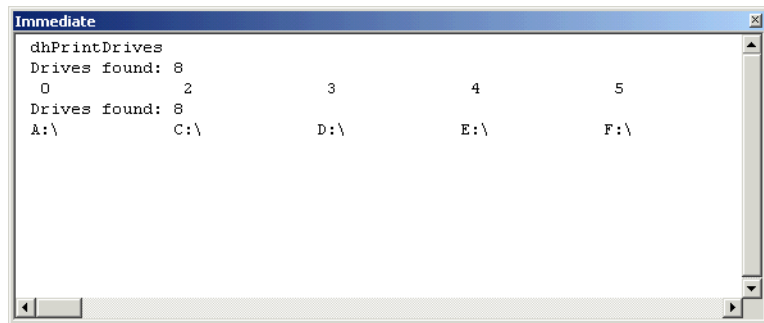 Immediate
dhPrintDrives
Drives found: 8
0 2 3 4 5
Drives found: 8
A:\ C:\ D:\ E:\ F:\